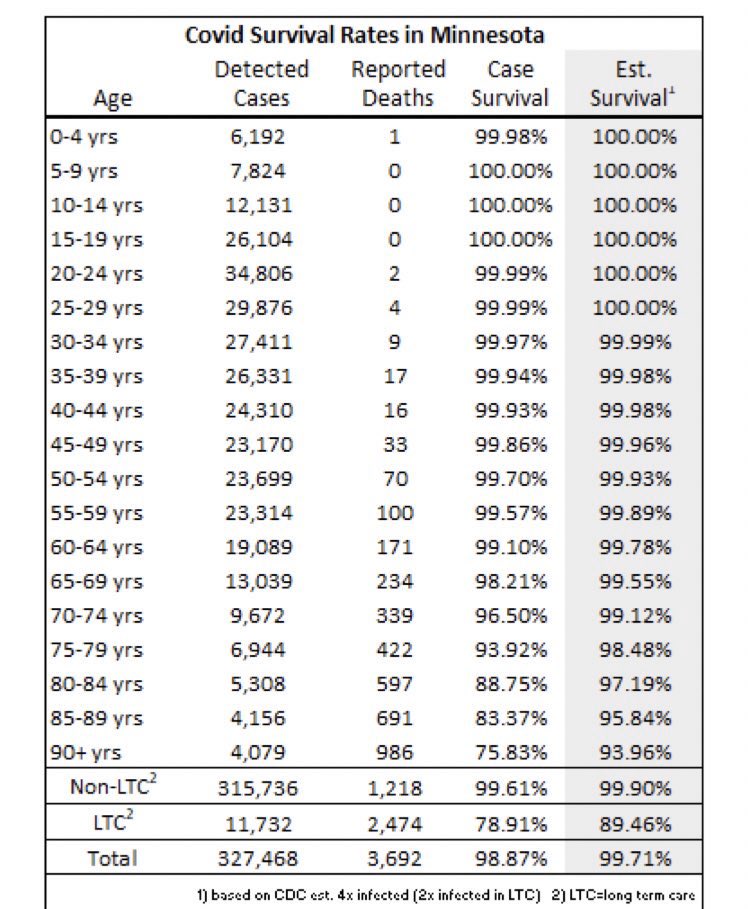 Covid Survival Rates in Minnesota
Detected Reported Case Est.
Age Cases Deaths Survival Survival¹
0-4 yrs 6,192 1 99.98% 100.00%
5-9 yrs 7,824 0 100.00% 100.00%
10-14 yrs 12,131 0 100.00% 100.00%
15-19 yrs 26,104 0 100.00% 100.00%
20-24 yrs 34,806 2 99.99% 100.00%
25-29 yrs 29,876 4 99.99% 100.00%
30-34 yrs 27,411 9 99.97% 99.99%
35-39 yrs 26,331 17 99.94% 99.98%
40-44 yrs 24,310 16 99.93% 99.98%
45-49 yrs 23,170 33 99.86% 99.96%
50-54 yrs 23,699 70 99.70% 99.93%
55-59 yrs 23,314 100 99.57% 99.89%
60-64 yrs 19,089 171 99.10% 99.78%
65-69 yrs 13,039 234 98.21% 99.55%
70-74 yrs 9,672 339 96.50% 99.12%
75-79 yrs 6,944 422 93.92% 98.48%
80-84 yrs 5,308 597 88.75% 97.19%
85-89 yrs 4,156 691 83.37% 95.84%
90+ yrs 4,079 986 75.83% 93.96%
Non-LTC² 315,736 1,218 99.61% 99.90%
LTC² 11,732 2,474 78.91% 89.46%
Total 327,468 3,692 98.87% 99.71%
1) based on CDC est. 4x infected (2x infected in LTC) 2) LTC=long term care